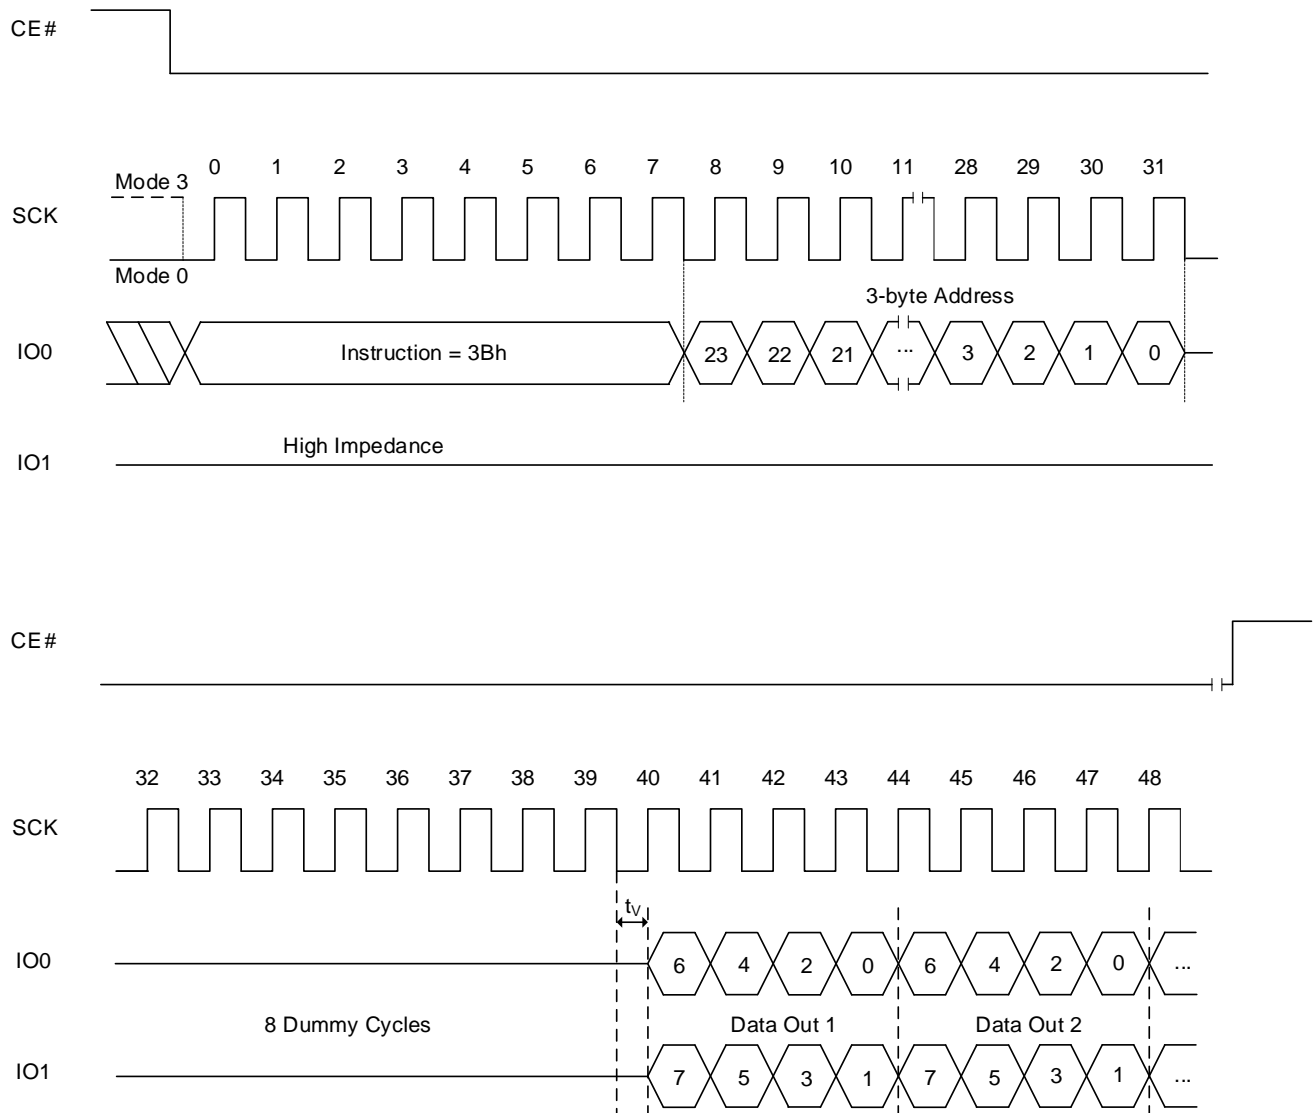 CE#
0 1 2 3 4 5 6 7 8 9 10 11 28 29 30 31
Mode 3
SCK
Mode 0
3-byte Address
IO0 Instruction = 3Bh 23 22 21 ... 3 2 1 0
High Impedance
IO1
CE#
32 33 34 35 36 37 38 39 40 41 42 43 44 45 46 47 48
SCK
tV
IO0 6 4 2 0 6 4 2 0 ...
8 Dummy Cycles Data Out 1 Data Out 2
IO1 7 5 3 1 7 5 3 1 ...